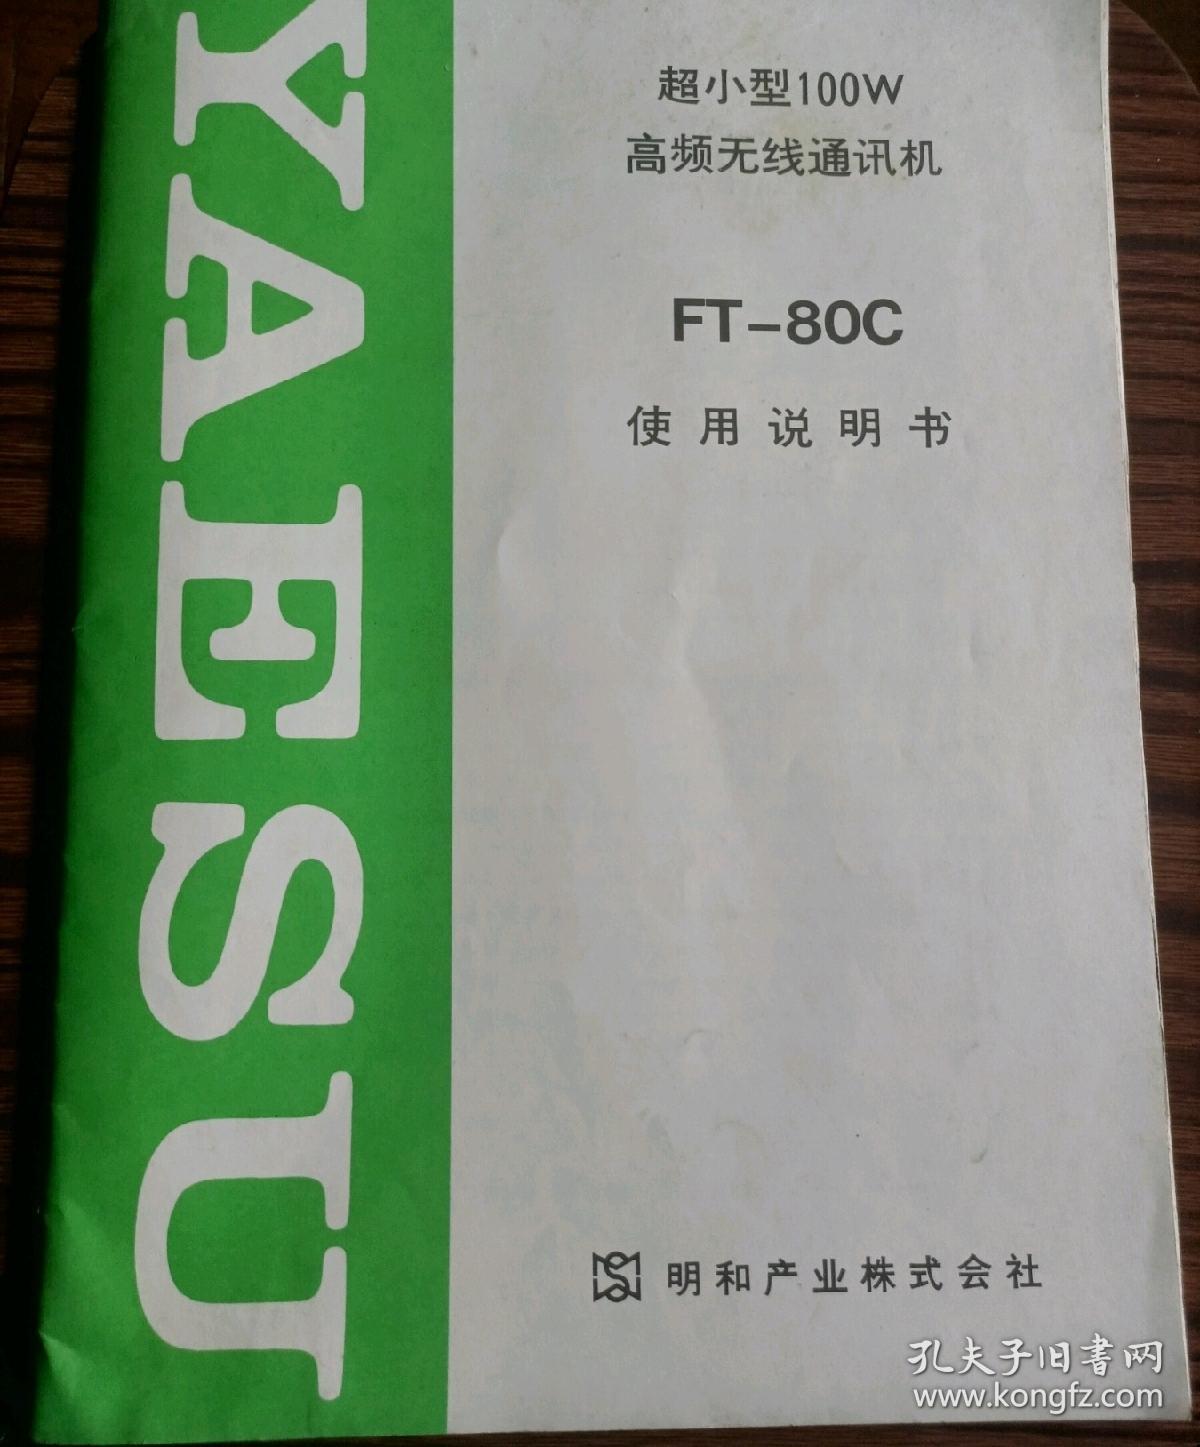 YAESU
超小型100W
高频无线通讯机
FT-80C
使用说明书
明和产业株式会社
孔夫子旧書网
www.kongfz.com